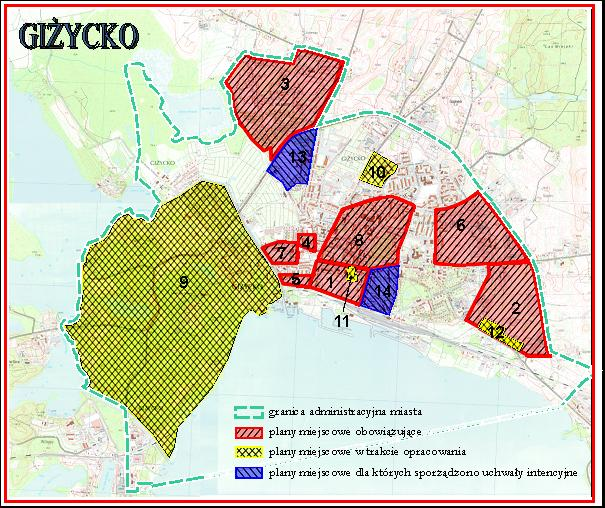 GIŻYCKO
3
13
GIŻYCKO
10
6
4
8
7
9
5
1
14
2
11
12
granica administracyjna miasta
plany miejscowe obowiązujące
plany miejscowe w trakcie opracowania
plany miejscowe dla których sporządzono uchwały intencyjne